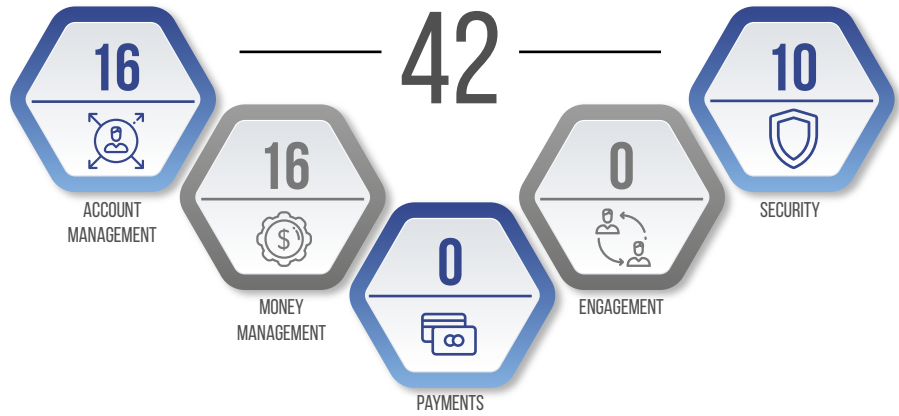 42
16
ACCOUNT
MANAGEMENT
16
$
MONEY
MANAGEMENT
0
PAYMENTS
0
ENGAGEMENT
10
SECURITY